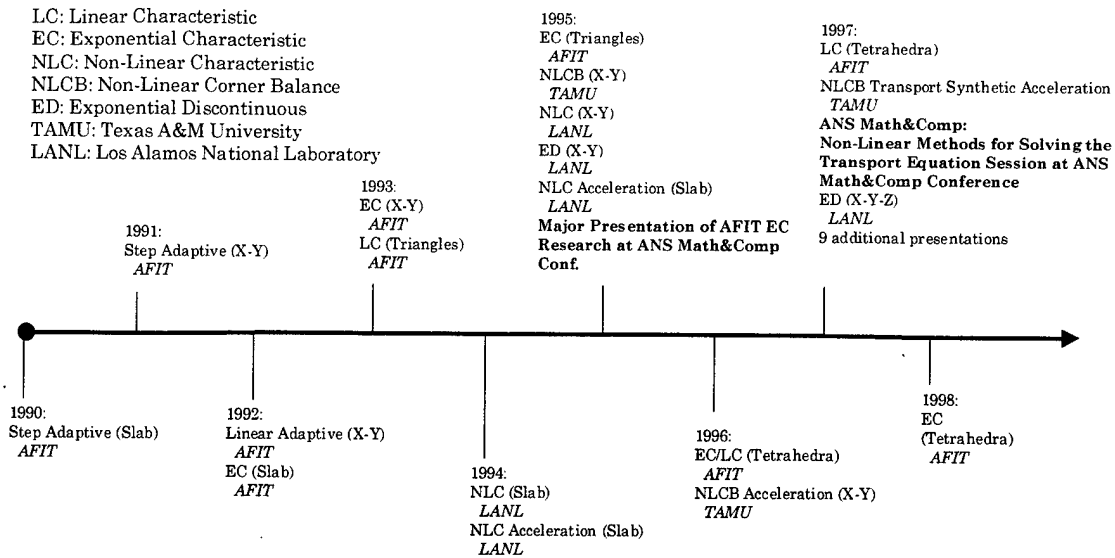 LC: Linear Characteristic
EC: Exponential Characteristic
NLC: Non-Linear Characteristic
NLCB: Non-Linear Corner Balance
ED: Exponential Discontinuous
TAMU: Texas A&M University
LANL: Los Alamos National Laboratory
1990:
Step Adaptive (Slab)
AFIT
1991:
Step Adaptive (X-Y)
AFIT
1992:
Linear Adaptive (X-Y)
AFIT
EC (Slab)
AFIT
1993:
EC (X-Y)
AFIT
LC (Triangles)
AFIT
1994:
NLC (Slab)
LANL
NLC Acceleration (Slab)
LANL
1995:
EC (Triangles)
AFIT
NLCB (X-Y)
TAMU
NLC (X-Y)
LANL
ED (X-Y)
LANL
NLC Acceleration (Slab)
LANL
Major Presentation of AFIT EC
Research at ANS Math&Comp
Conf.
1996:
EC/LC (Tetrahedra)
AFIT
NLCB Acceleration (X-Y)
TAMU
1997:
LC (Tetrahedra)
AFIT
NLCB Transport Synthetic Acceleration
TAMU
ANS Math&Comp:
Non-Linear Methods for Solving the
Transport Equation Session at ANS
Math&Comp Conference
ED (X-Y-Z)
LANL
9 additional presentations
1998:
EC
(Tetrahedra)
AFIT